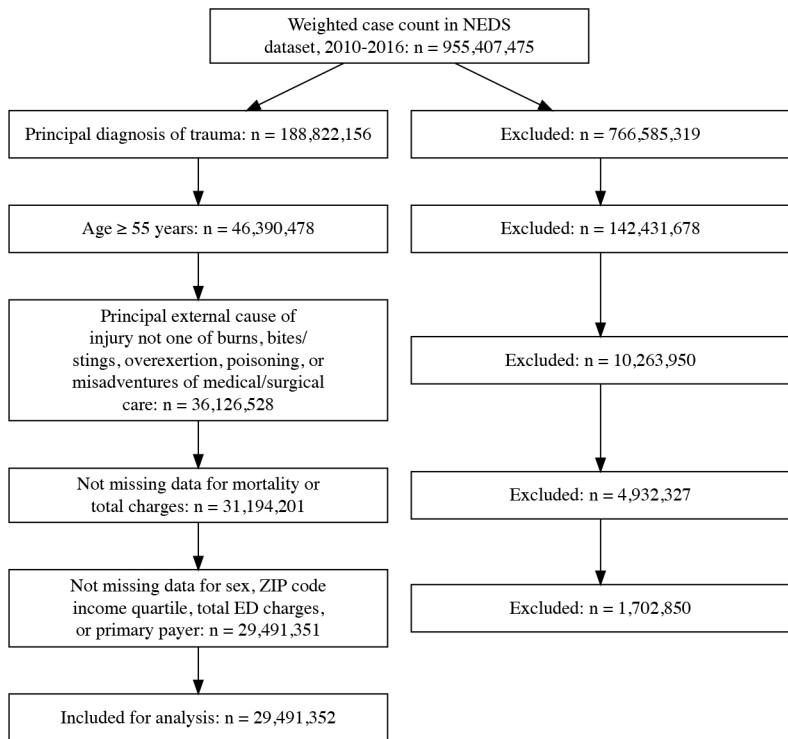 Weighted case count in NEDS
dataset, 2010-2016: n = 955,407,475
Principal diagnosis of trauma: n = 188,822,156
Excluded: n = 766,585,319
Age ≥ 55 years: n = 46,390,478
Excluded: n = 142,431,678
Principal external cause of
injury not one of burns, bites/
stings, overexertion, poisoning, or
misadventures of medical/surgical
care: n = 36,126,528
Excluded: n = 10,263,950
Not missing data for mortality or
total charges: n = 31,194,201
Excluded: n = 4,932,327
Not missing data for sex, ZIP code
income quartile, total ED charges,
or primary payer: n = 29,491,351
Excluded: n = 1,702,850
Included for analysis: n = 29,491,352